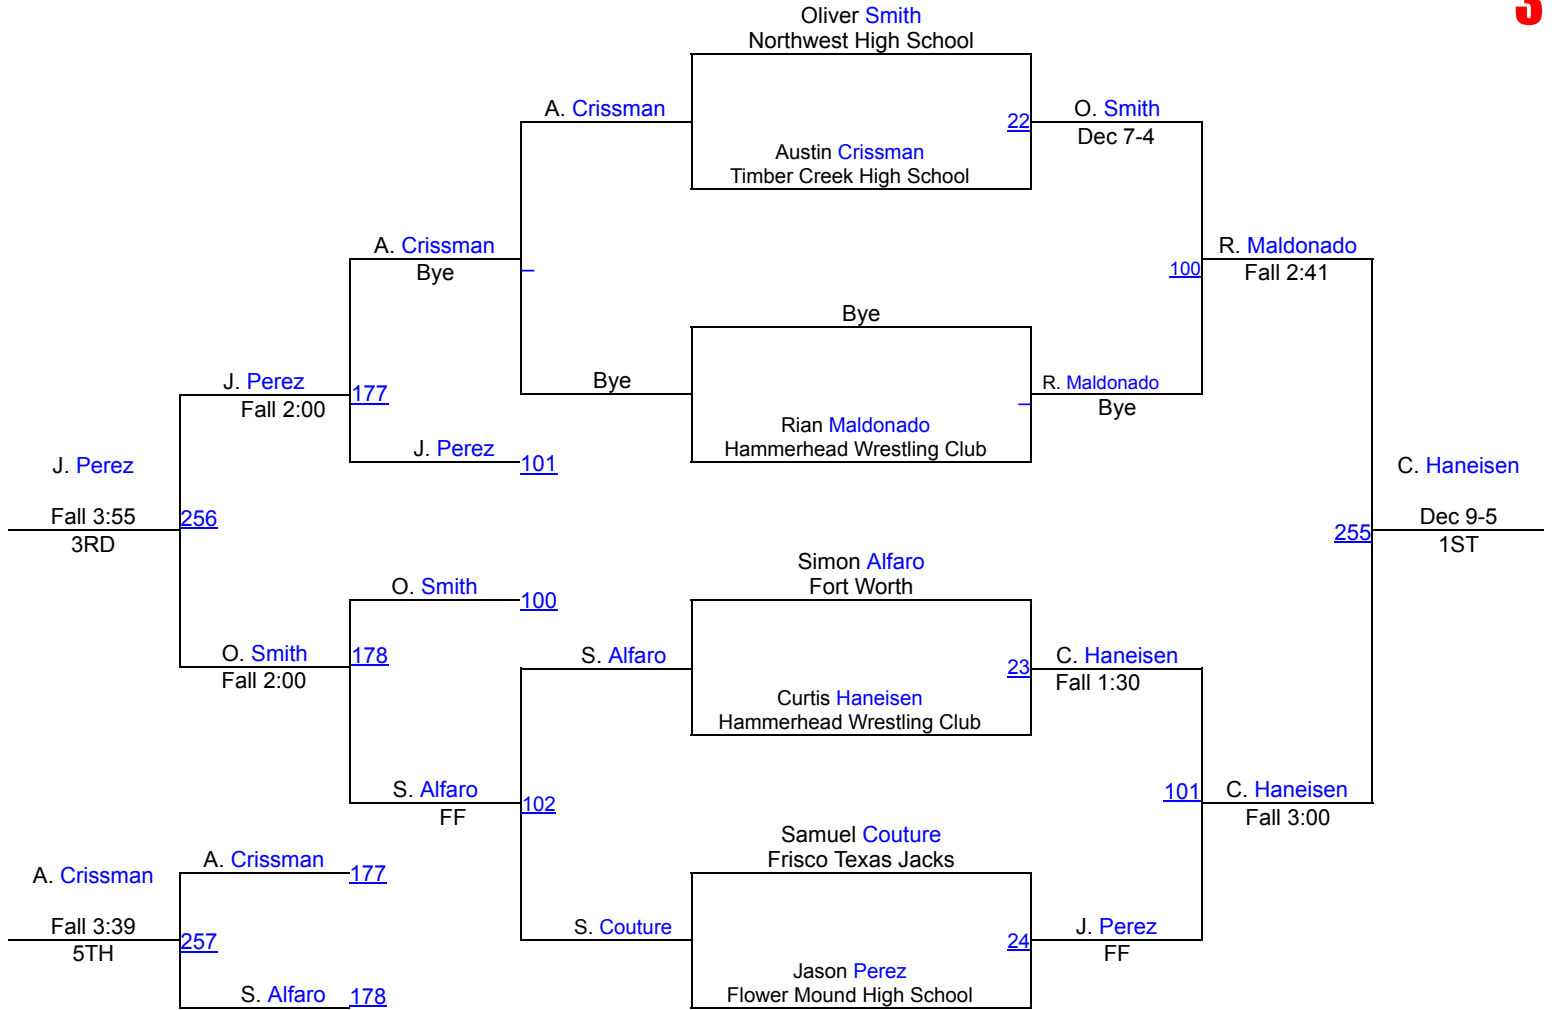 3
Oliver Smith
Northwest High School
A. Crissman
22
O. Smith
Dec 7-4
Austin Crissman
Timber Creek High School
A. Crissman
Bye
–
100
R. Maldonado
Fall 2:41
Bye
J. Perez
Fall 2:00
177
Bye
–
R. Maldonado
Bye
Rian Maldonado
Hammerhead Wrestling Club
J. Perez
101
J. Perez
Fall 3:55
3RD
256
C. Haneisen
255
Dec 9-5
1ST
Simon Alfaro
Fort Worth
O. Smith
100
O. Smith
Fall 2:00
178
S. Alfaro
23
C. Haneisen
Fall 1:30
Curtis Haneisen
Hammerhead Wrestling Club
S. Alfaro
FF
102
101
C. Haneisen
Fall 3:00
Samuel Couture
Frisco Texas Jacks
A. Crissman
177
A. Crissman
Fall 3:39
5TH
257
S. Couture
24
J. Perez
FF
Jason Perez
Flower Mound High School
S. Alfaro
178